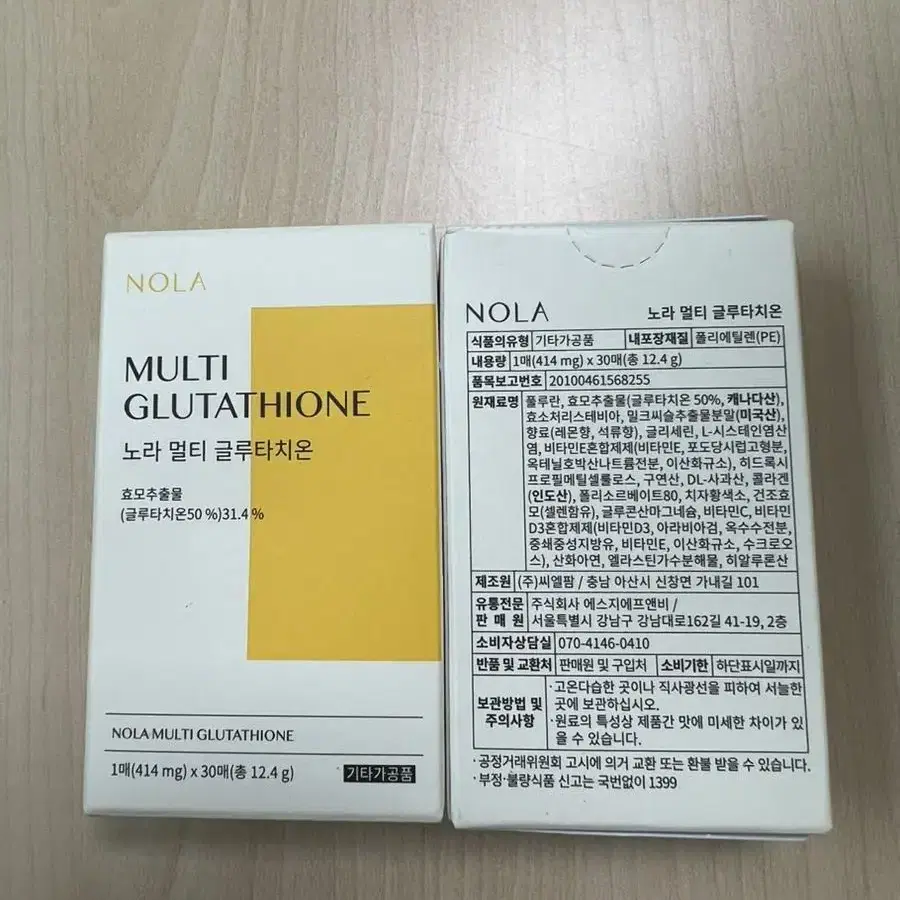 NOLA
MULTI
GLUTATHIONE
노라 멀티 글루타치온
효모추출물
(글루타치온50 %)31.4 %
NOLA MULTI GLUTATHIONE
1매(414 mg) x 30매(총 12.4 g) 기타가공품
NOLA 노라 멀티 글루타치온
식품의유형 기타가공품 내포장재질 폴리에틸렌(PE)
내용량 1매(414 mg) x 30매(총 12.4 g)
품목보고번호 20100461568255
원재료명 풀루란, 효모추출물(글루타치온 50%, 캐나다산),
효소처리스테비아, 밀크씨슬추출물분말(미국산),
향료(레몬향, 석류향), 글리세린, L-시스테인염산
염, 비타민E혼합제제(비타민E, 포도당시럽고형분,
옥테닐호박산나트륨전분, 이산화규소), 히드록시
프로필메틸셀룰로스, 구연산, DL-사과산, 콜라겐
(인도산), 폴리소르베이트80, 치자황색소, 건조효
모(셀렌함유), 글루콘산마그네슘, 비타민C, 비타민
D3혼합제제(비타민D3, 아라비아검, 옥수수전분,
중쇄중성지방유, 비타민E, 이산화규소, 수크로오
스), 산화아연, 엘라스틴가수분해물, 히알루론산
제조원 (주)씨엘팜 / 충남 아산시 신창면 가내길 101
유통전문 주식회사 에스지에프앤비 /
판 매 원 서울특별시 강남구 강남대로162길 41-19, 2층
소비자상담실 070-4146-0410
반품 및 교환처 판매원 및 구입처 소비기한 하단표시일까지
보관방법 및 주의사항 ·고온다습한 곳이나 직사광선을 피하여 서늘한
곳에 보관하십시오.
·원료의 특성상 제품간 맛에 미세한 차이가 있
을 수 있습니다.
·공정거래위원회 고시에 의거 교환 또는 환불 받을 수 있습니다.
·부정·불량식품 신고는 국번없이 1399